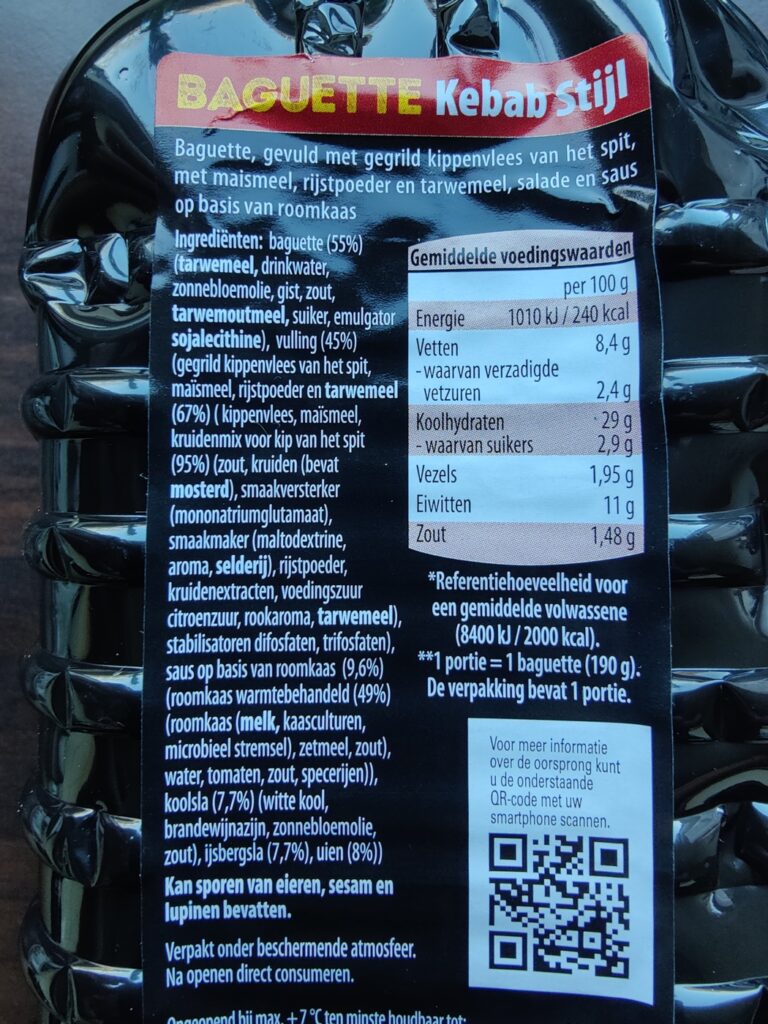 BAGUETTE Kebab Stijl
Baguette, gevuld met gegrild kippenvlees van het spit,
met maismeel, rijstpoeder en tarwemeel, salade en saus
op basis van roomkaas
Ingrediënten: baguette (55%)
(tarwemeel, drinkwater,
zonnebloemolie, gist, zout,
tarwemoutmeel, suiker, emulgator
sojalecithine), vulling (45%)
(gegrild kippenvlees van het spit,
maïsmeel, rijstpoeder en tarwemeel
(67%) ( kippenvlees, maïsmeel,
kruidenmix voor kip van het spit
(95%) (zout, kruiden (bevat
mosterd), smaakversterker
(mononatriumglutamaat),
smaakmaker (maltodextrine,
aroma, selderij), rijstpoeder,
kruidenextracten, voedingszuur
citroenzuur, rookaroma, tarwemeel),
stabilisatoren difosfaten, trifosfaten),
saus op basis van roomkaas (9,6%)
(roomkaas warmtebehandeld (49%)
(roomkaas (melk, kaasculturen,
microbieel stremsel), zetmeel, zout),
water, tomaten, zout, specerijen)),
koolsla (7,7%) (witte kool,
brandewijnazijn, zonnebloemolie,
zout), ijsbergsla (7,7%), uien (8%))
Kan sporen van eieren, sesam en
lupinen bevatten.
Verpakt onder beschermende atmosfeer.
Na openen direct consumeren.
Ongeopend bij max. +7 °C ten minste houdbaar tot:
Gemiddelde voedingswaarden
per 100 g
Energie 1010 kJ / 240 kcal
Vetten 8,4 g
- waarvan verzadigde
vetzuren 2,4 g
Koolhydraten 29 g
- waarvan suikers 2,9 g
Vezels 1,95 g
Eiwitten 11 g
Zout 1,48 g
*Referentiehoeveelheid voor
een gemiddelde volwassene
(8400 kJ / 2000 kcal).
**1 portie = 1 baguette (190 g).
De verpakking bevat 1 portie.
Voor meer informatie
over de oorsprong kunt
u de onderstaande
QR-code met uw
smartphone scannen.